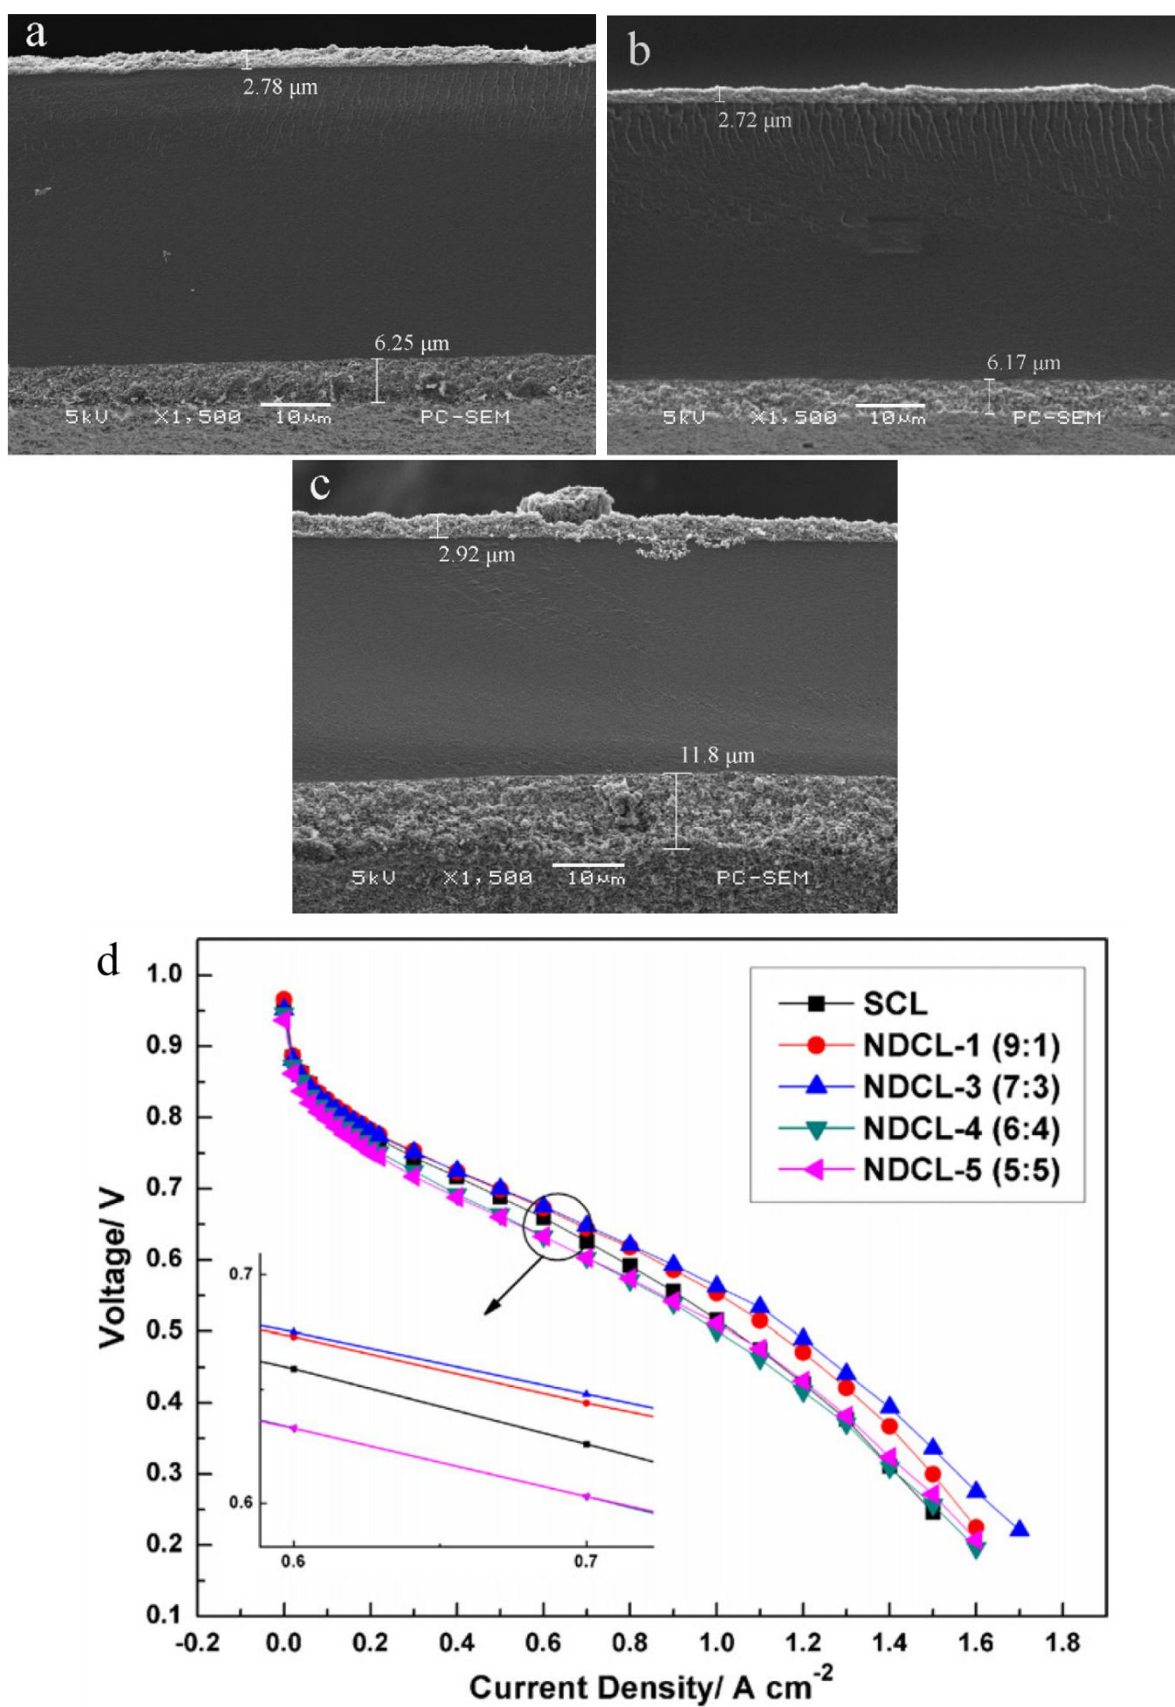 a
2.78 μm
6.25 μm
5kV X1,500 10μm PC-SEM
b
2.72 μm
6.17 μm
5kV X1,500 10μm PC-SEM
c
2.92 μm
11.8 μm
5kV X1,500 10μm PC-SEM
d
SCL
NDCL-1 (9:1)
NDCL-3 (7:3)
NDCL-4 (6:4)
NDCL-5 (5:5)
Voltage/ V
1.0
0.9
0.8
0.7
0.6
0.5
0.4
0.3
0.2
0.1
0.7
0.6
0.6 0.7
-0.2 0.0 0.2 0.4 0.6 0.8 1.0 1.2 1.4 1.6 1.8
Current Density/ A cm⁻²